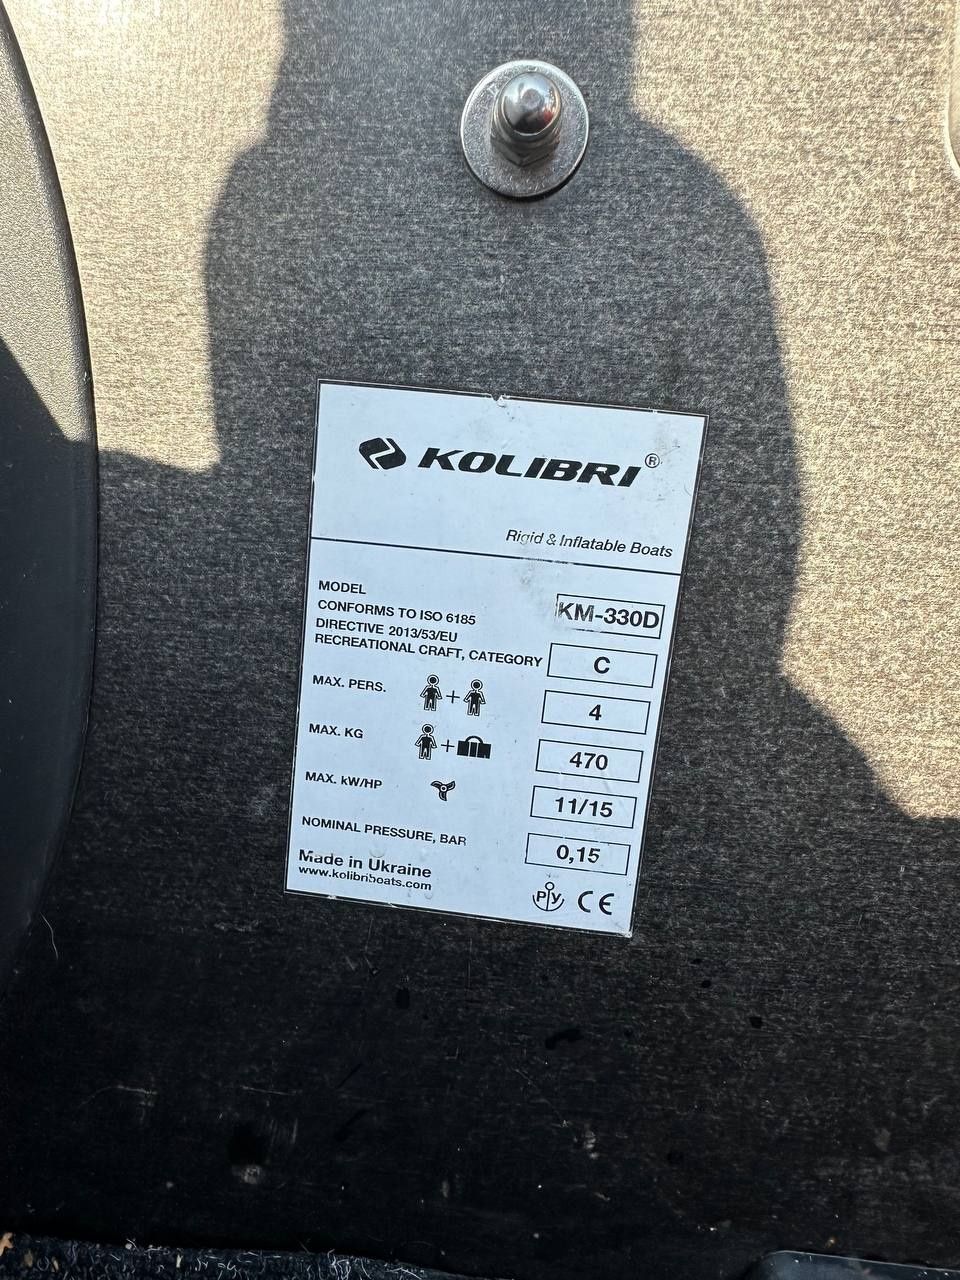 KOLIBRI®
Rigid & Inflatable Boats
MODEL KM-330D
CONFORMS TO ISO 6185
DIRECTIVE 2013/53/EU
RECREATIONAL CRAFT, CATEGORY C
MAX. PERS. + 4
MAX. KG + 470
MAX. kW/HP 11/15
NOMINAL PRESSURE, BAR 0,15
Made in Ukraine
www.kolibriboats.com
РУ CE